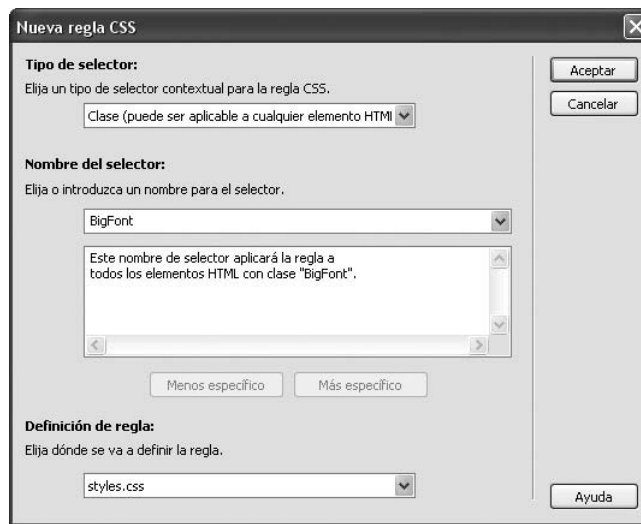 Nueva regla CSS
Tipo de selector:
Elija un tipo de selector contextual para la regla CSS.
Clase (puede ser aplicable a cualquier elemento HTMl
Nombre del selector:
Elija o introduzca un nombre para el selector.
BigFont
Este nombre de selector aplicará la regla a
todos los elementos HTML con clase "BigFont".
Menos específico
Más específico
Definición de regla:
Elija dónde se va a definir la regla.
styles.css
Aceptar
Cancelar
Ayuda